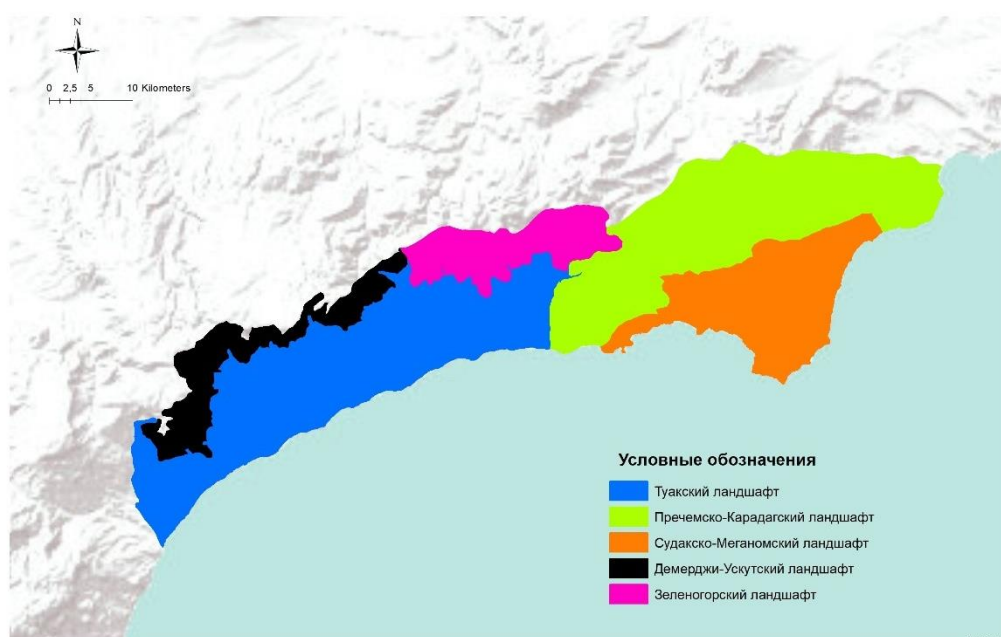 N
0 2,5 5 10 Kilometers
Условные обозначения
Туакский ландшафт
Пречемско-Карадагский ландшафт
Судакско-Меганомский ландшафт
Демерджи-Ускутский ландшафт
Зеленогорский ландшафт